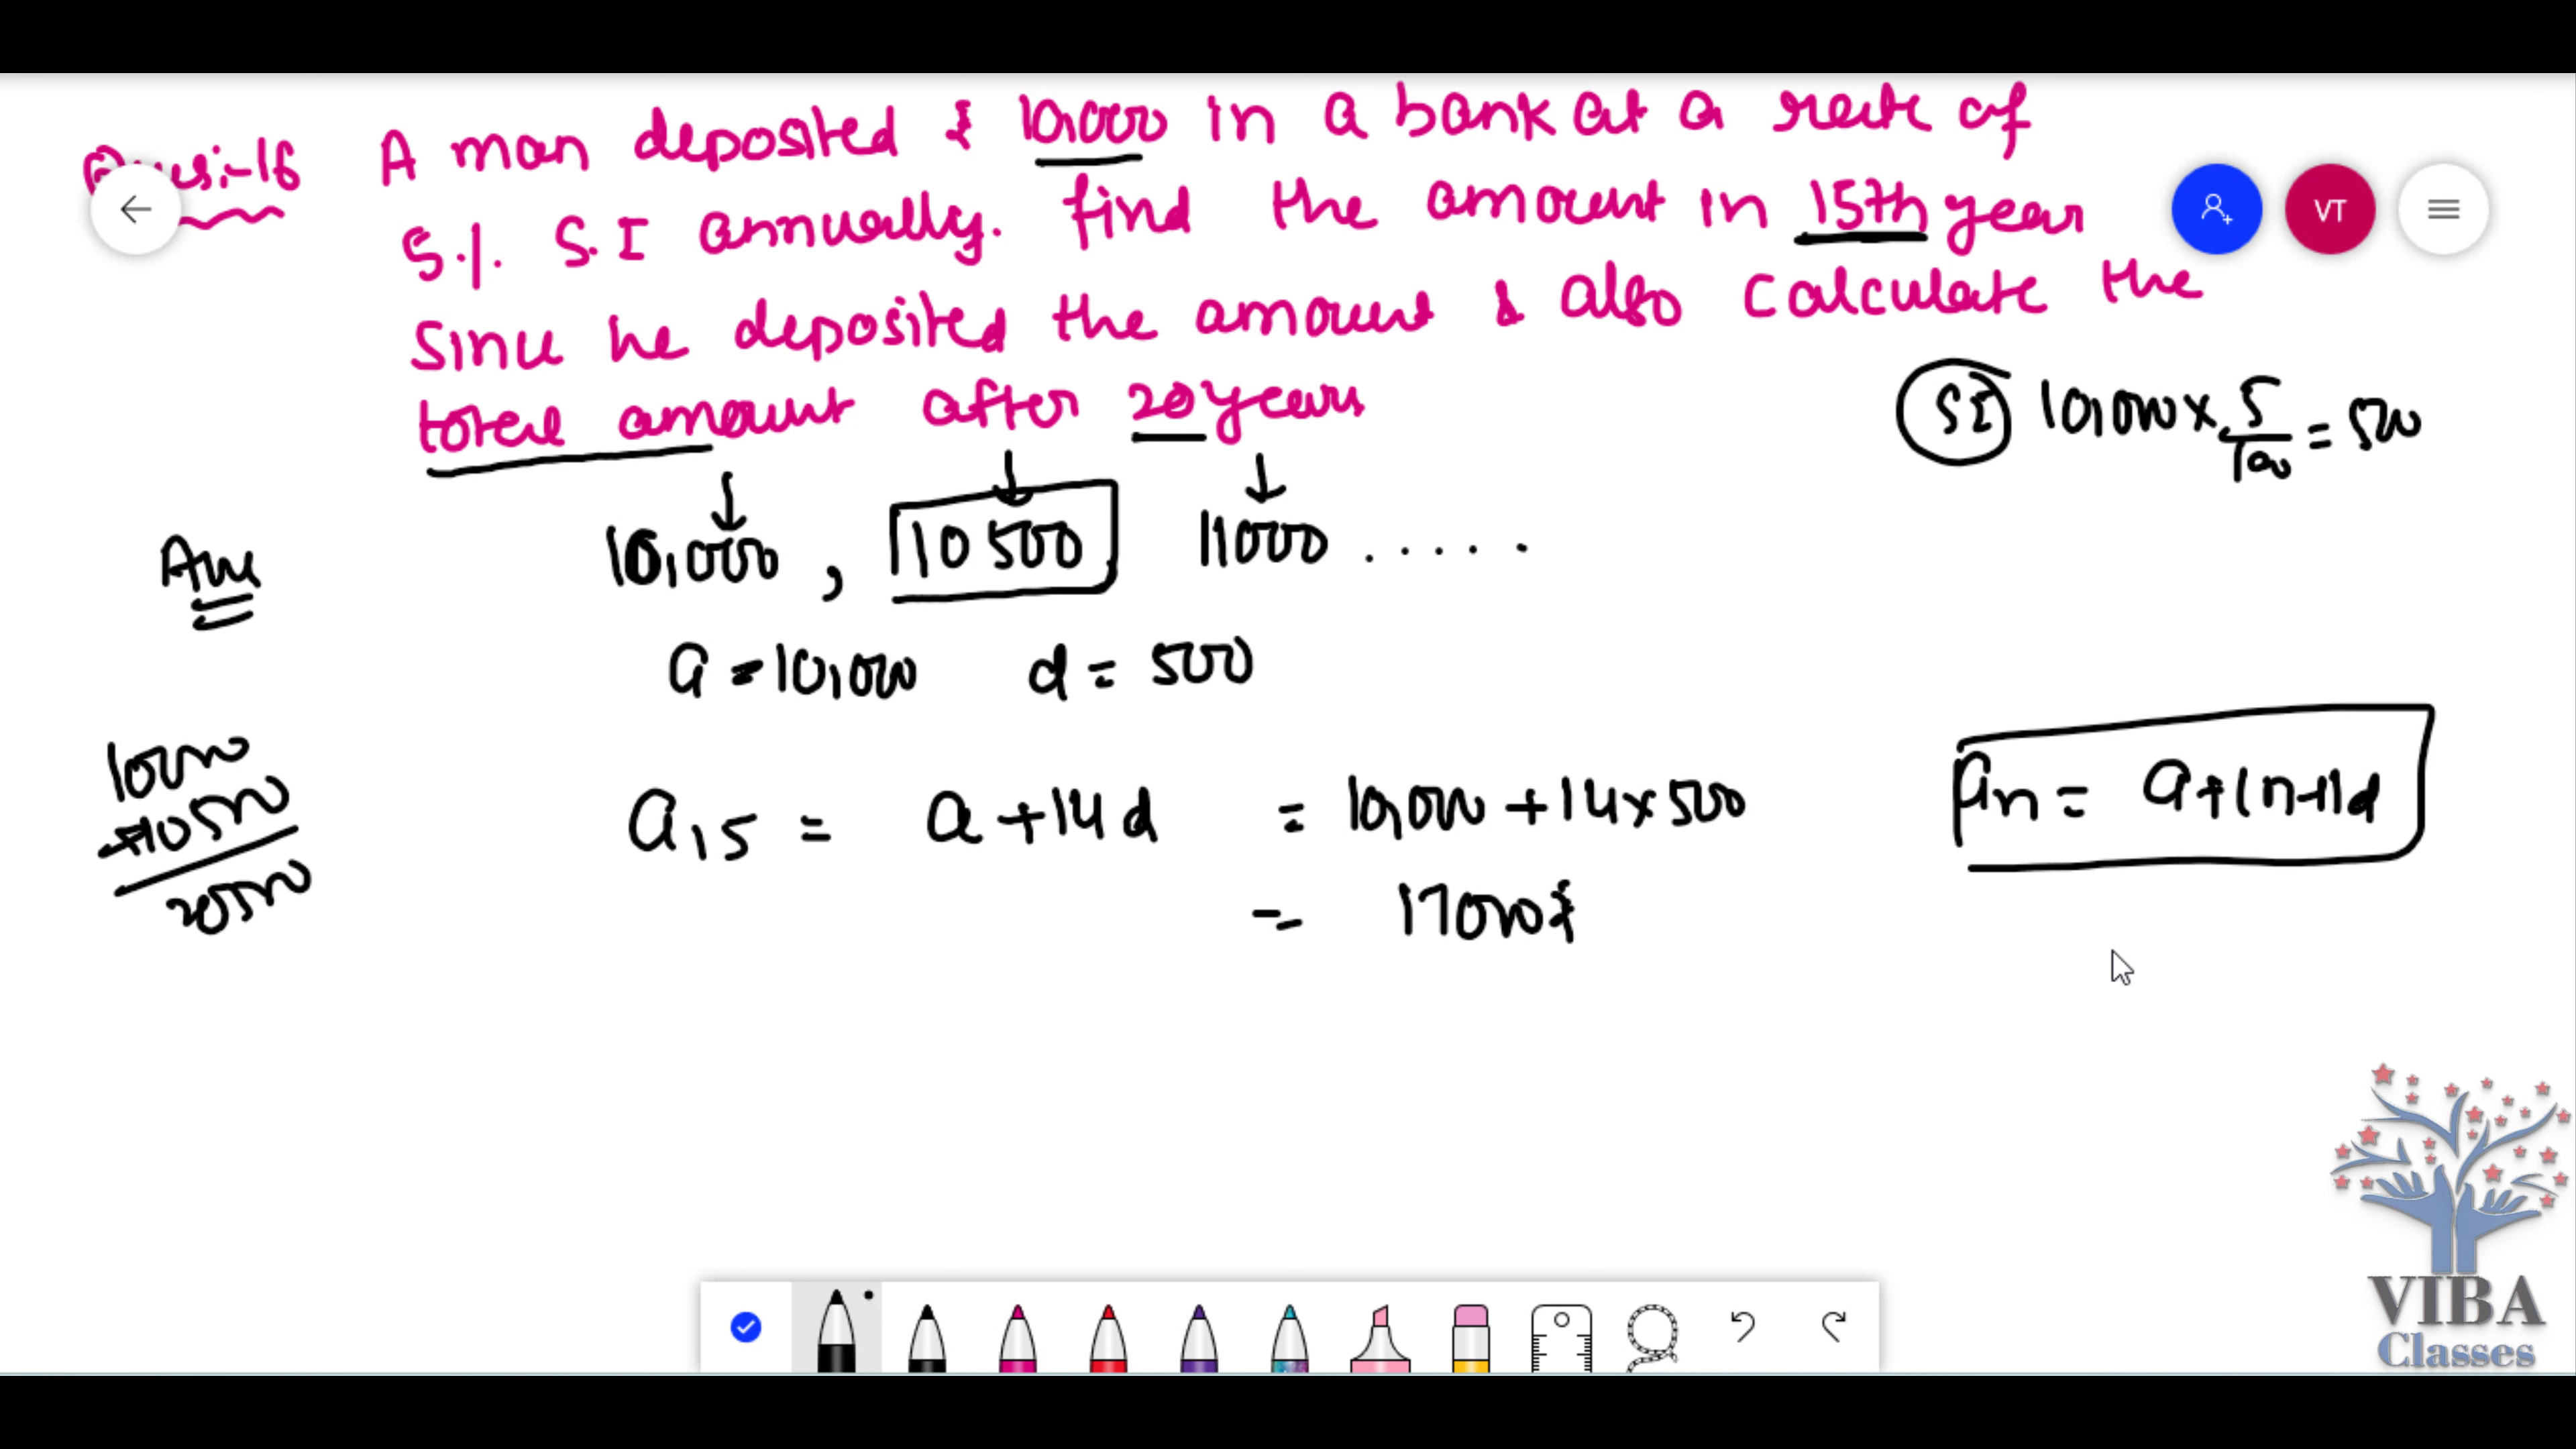 Ques:-16 A man deposited ₹ 10,000 in a bank at a rate of
5% S.I annually. find the amount in 15th year
VT
since he deposited the amount & also calculate the
total amount after 20 years
SI 10,000 × 5/100 = 500
Ans 10,000 , 10500 11000 .....
a = 10,000 d = 500
10000
+10500
20500
a15 = a + 14d = 10,000 + 14 × 500
= 17000 ₹
an = a + (n-1)d
VIBA
Classes